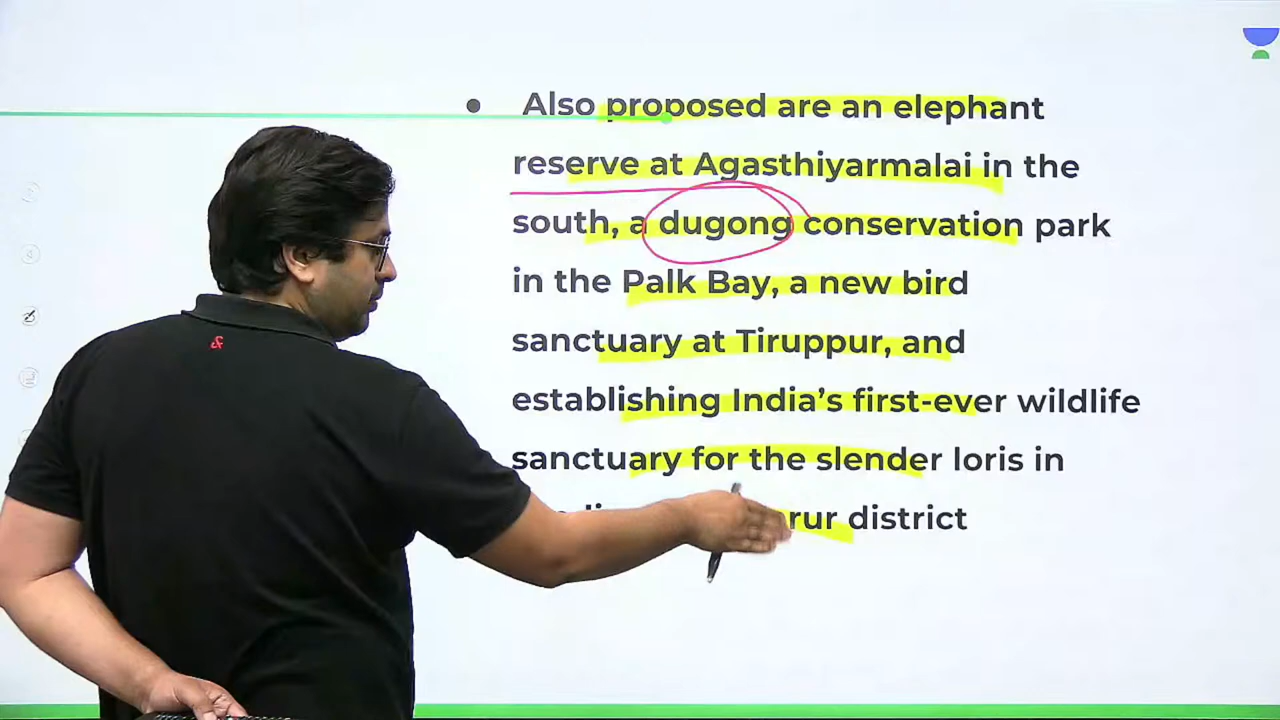 • Also proposed are an elephant
reserve at Agasthiyarmalai in the
south, a dugong conservation park
in the Palk Bay, a new bird
sanctuary at Tiruppur, and
establishing India's first-ever wildlife
sanctuary for the slender loris in
district